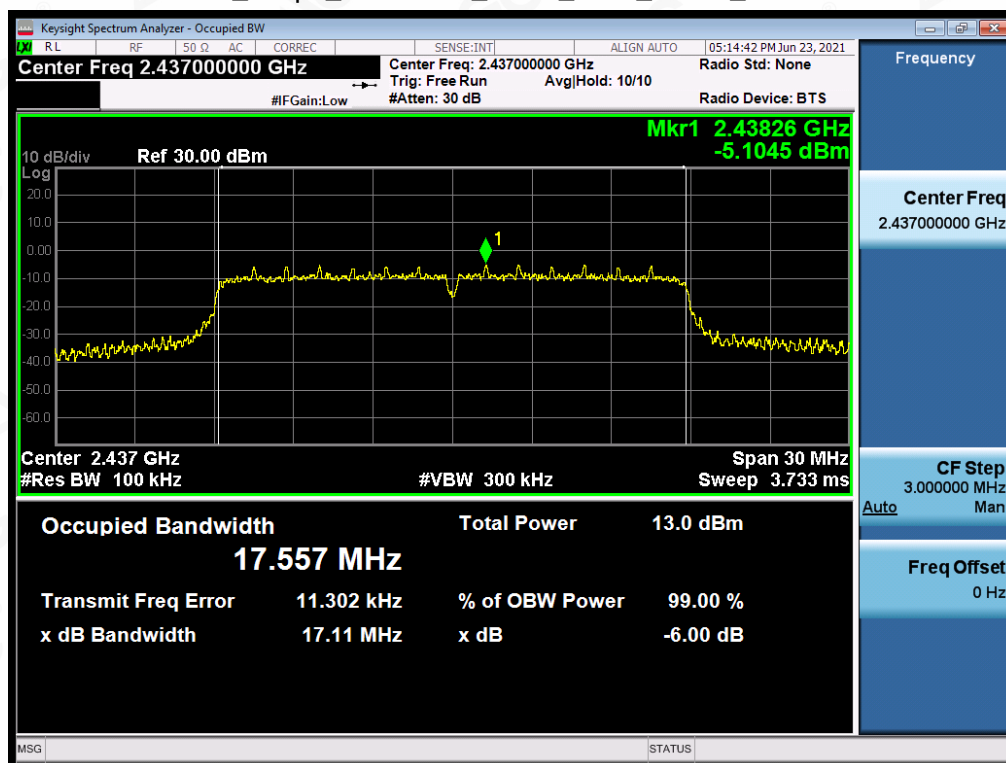 Keysight Spectrum Analyzer - Occupied BW
LXI RL RF 50 Ω AC CORREC SENSE:INT ALIGN AUTO 05:14:42 PM Jun 23, 2021
Center Freq 2.437000000 GHz
Center Freq: 2.437000000 GHz Radio Std: None
Trig: Free Run Avg|Hold: 10/10
#IFGain:Low #Atten: 30 dB Radio Device: BTS
Mkr1 2.43826 GHz
-5.1045 dBm
10 dB/div Ref 30.00 dBm
Log
20.0
10.0
0.00
-10.0
-20.0
-30.0
-40.0
-50.0
-60.0
1
Center 2.437 GHz Span 30 MHz
#Res BW 100 kHz #VBW 300 kHz Sweep 3.733 ms
Occupied Bandwidth Total Power 13.0 dBm
17.557 MHz
Transmit Freq Error 11.302 kHz % of OBW Power 99.00 %
x dB Bandwidth 17.11 MHz x dB -6.00 dB
MSG STATUS
Frequency
Center Freq
2.437000000 GHz
CF Step
3.000000 MHz
Auto Man
Freq Offset
0 Hz